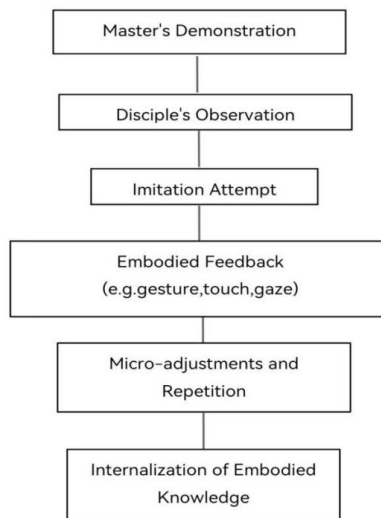 Master's Demonstration
Disciple's Observation
Imitation Attempt
Embodied Feedback
(e.g.gesture,touch,gaze)
Micro-adjustments and
Repetition
Internalization of Embodied
Knowledge